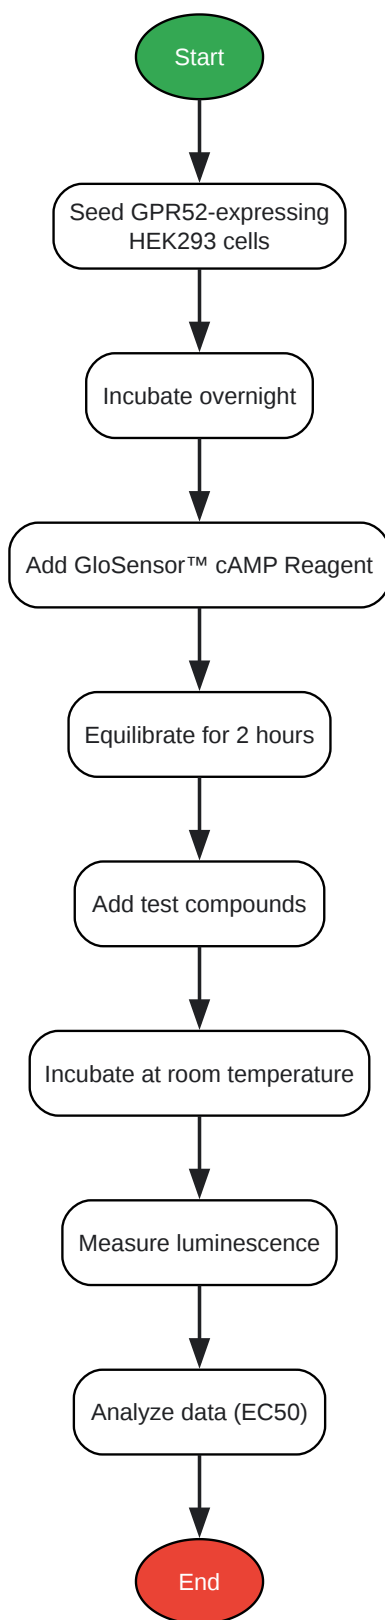 Start
Seed GPR52-expressing
HEK293 cells
Incubate overnight
Add GloSensor™ cAMP Reagent
Equilibrate for 2 hours
Add test compounds
Incubate at room temperature
Measure luminescence
Analyze data (EC50)
End